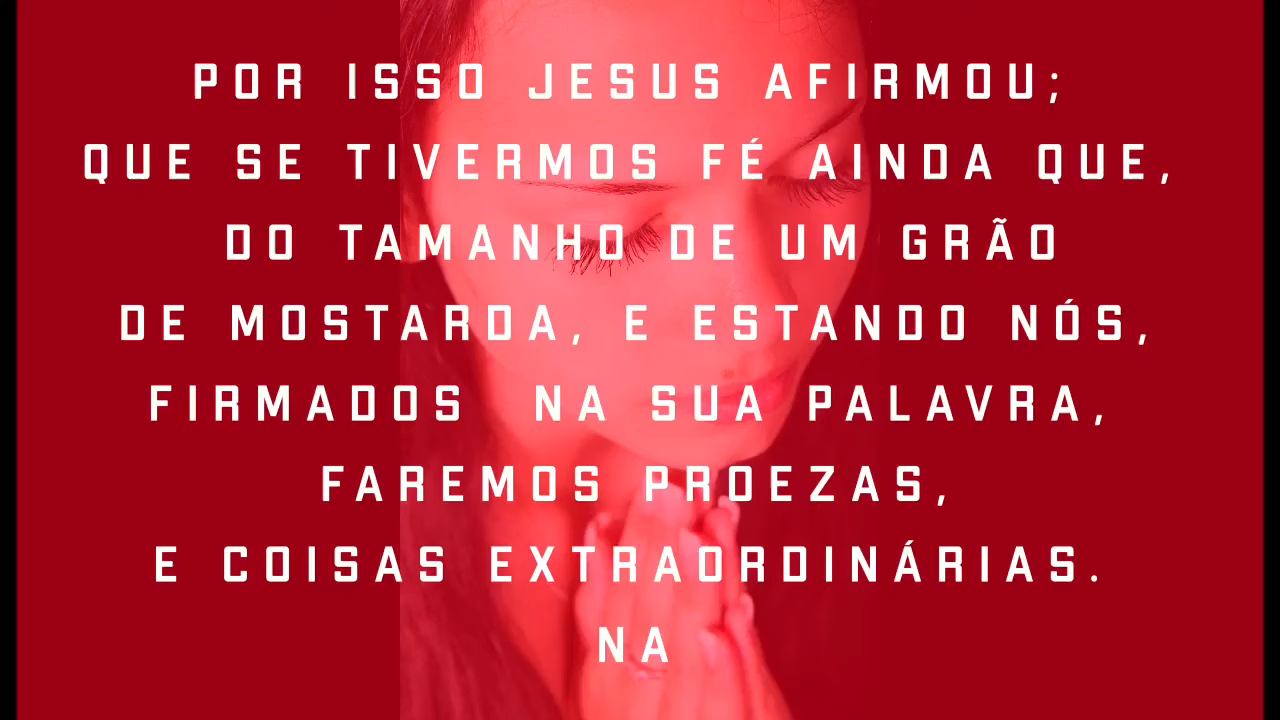 POR ISSO JESUS AFIRMOU;
QUE SE TIVERMOS FÉ AINDA QUE,
DO TAMANHO DE UM GRÃO
DE MOSTARDA, E ESTANDO NÓS,
FIRMADOS NA SUA PALAVRA,
FAREMOS PROEZAS,
E COISAS EXTRAORDINÁRIAS.
NA